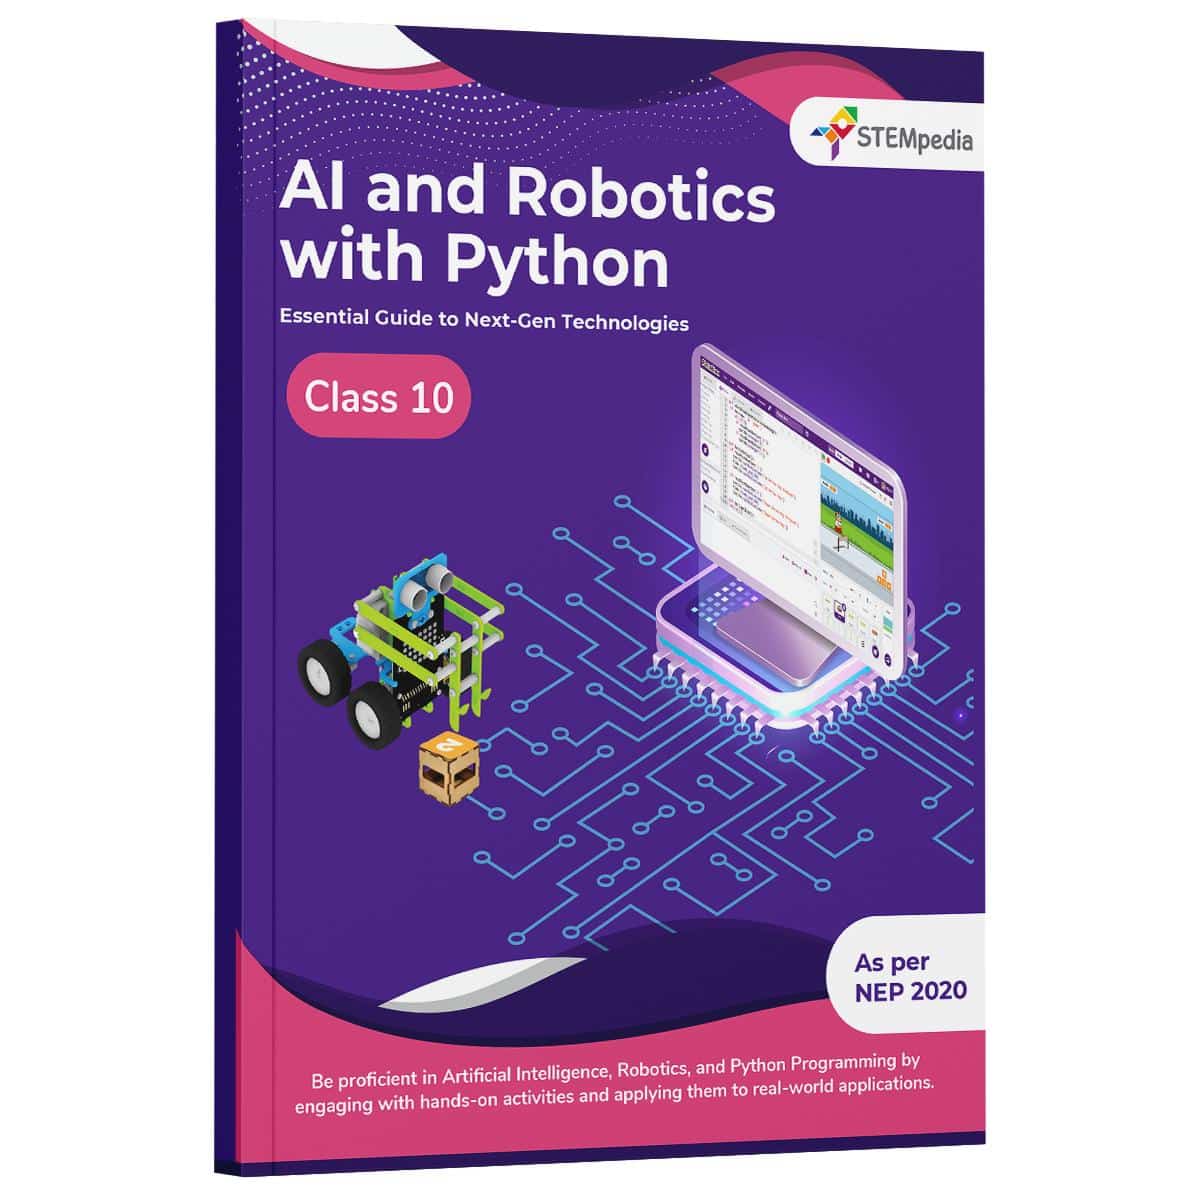 STEMpedia
AI and Robotics
with Python
Essential Guide to Next-Gen Technologies
Class 10
2
As per
NEP 2020
Be proficient in Artificial Intelligence, Robotics, and Python Programming by
engaging with hands-on activities and applying them to real-world applications.